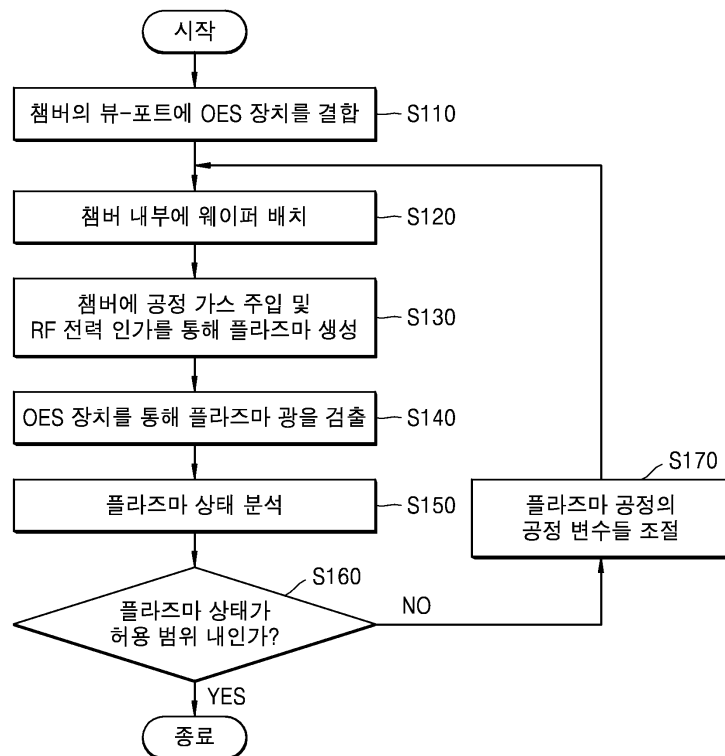 시작
챔버의 뷰-포트에 OES 장치를 결합
S110
챔버 내부에 웨이퍼 배치
S120
챔버에 공정 가스 주입 및
RF 전력 인가를 통해 플라즈마 생성
S130
OES 장치를 통해 플라즈마 광을 검출
S140
플라즈마 상태 분석
S150
S170
플라즈마 공정의
공정 변수들 조절
S160
플라즈마 상태가
허용 범위 내인가?
NO
YES
종료